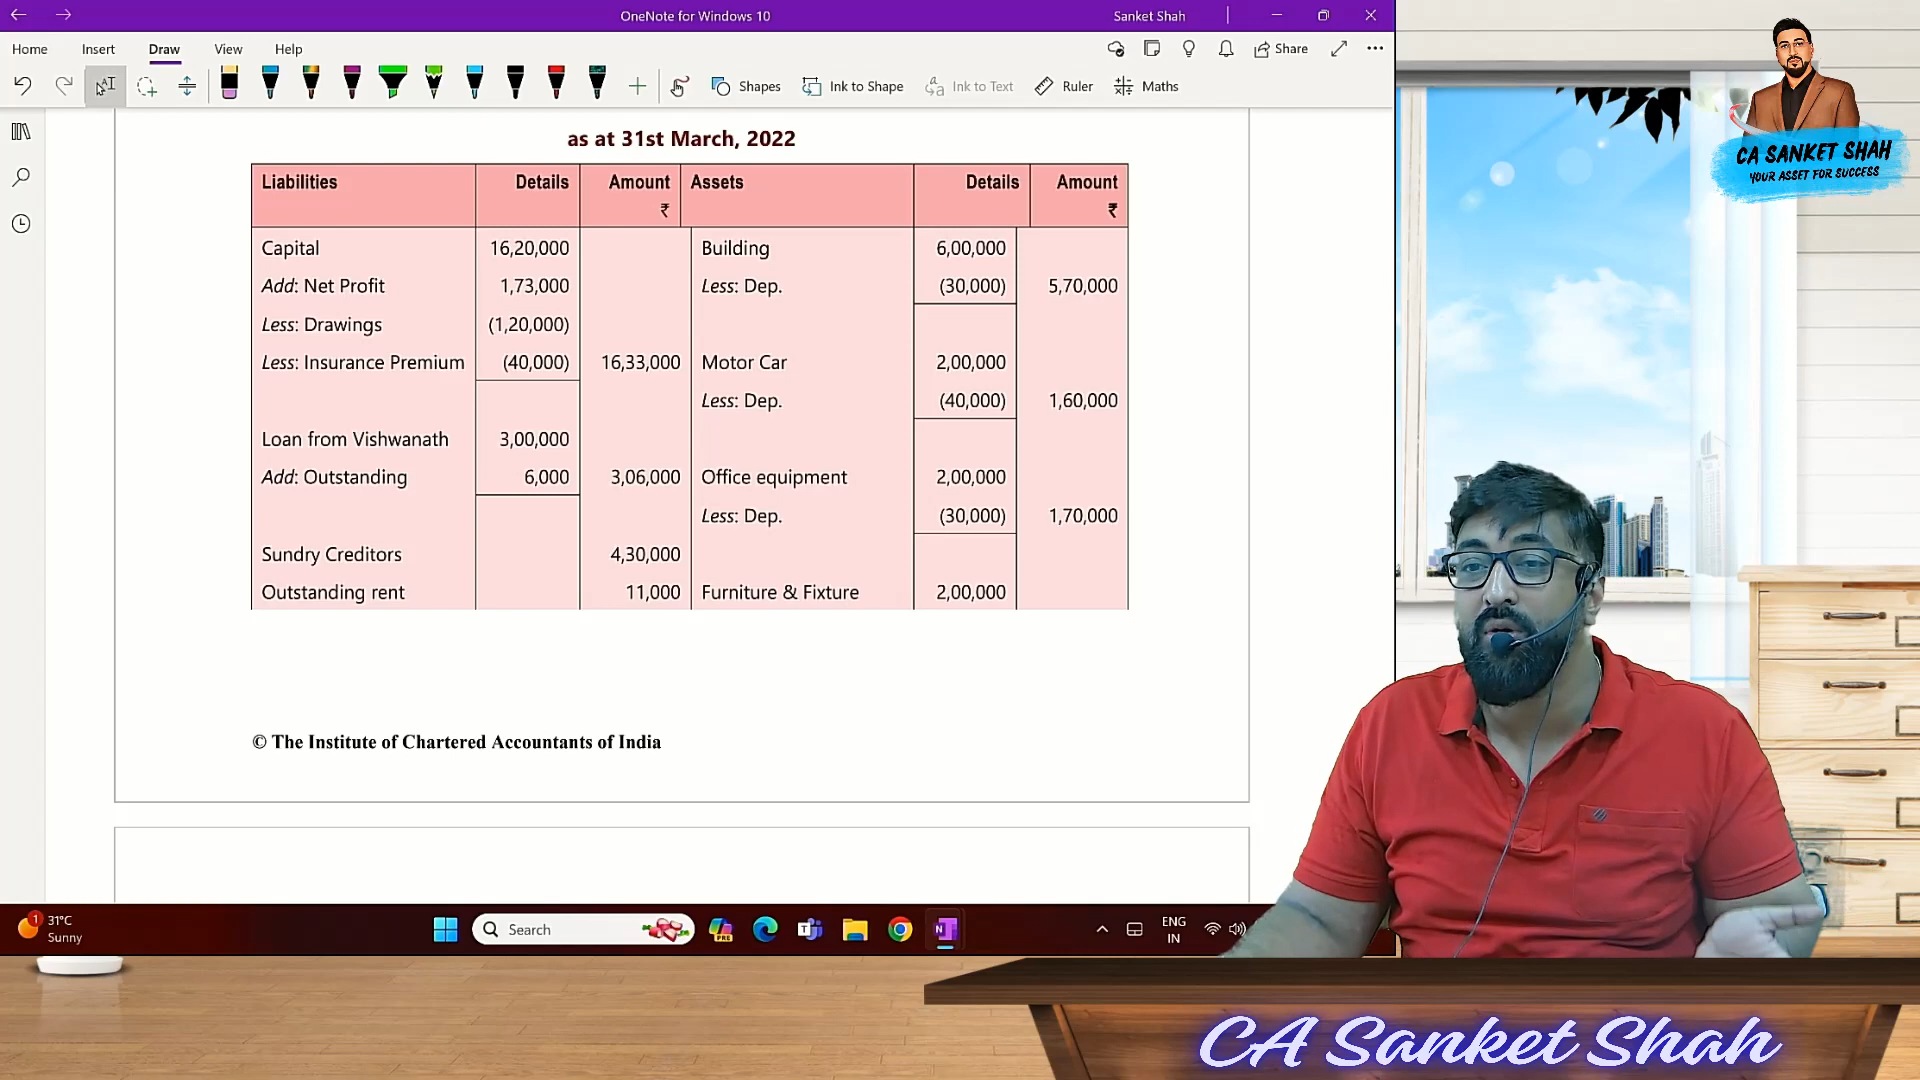 OneNote for Windows 10
Sanket Shah
Home Insert Draw View Help
Share
Shapes Ink to Shape Ink to Text Ruler Maths
as at 31st March, 2022
Liabilities Details Amount ₹ Assets Details Amount ₹
Capital 16,20,000 Building 6,00,000
Add: Net Profit 1,73,000 Less: Dep. (30,000) 5,70,000
Less: Drawings (1,20,000)
Less: Insurance Premium (40,000) 16,33,000 Motor Car 2,00,000
Less: Dep. (40,000) 1,60,000
Loan from Vishwanath 3,00,000
Add: Outstanding 6,000 3,06,000 Office equipment 2,00,000
Less: Dep. (30,000) 1,70,000
Sundry Creditors 4,30,000
Outstanding rent 11,000 Furniture & Fixture 2,00,000
© The Institute of Chartered Accountants of India
CA SANKET SHAH
YOUR ASSET FOR SUCCESS
1
31°C
Sunny
Search
PRE
ENG
IN
CA Sanket Shah